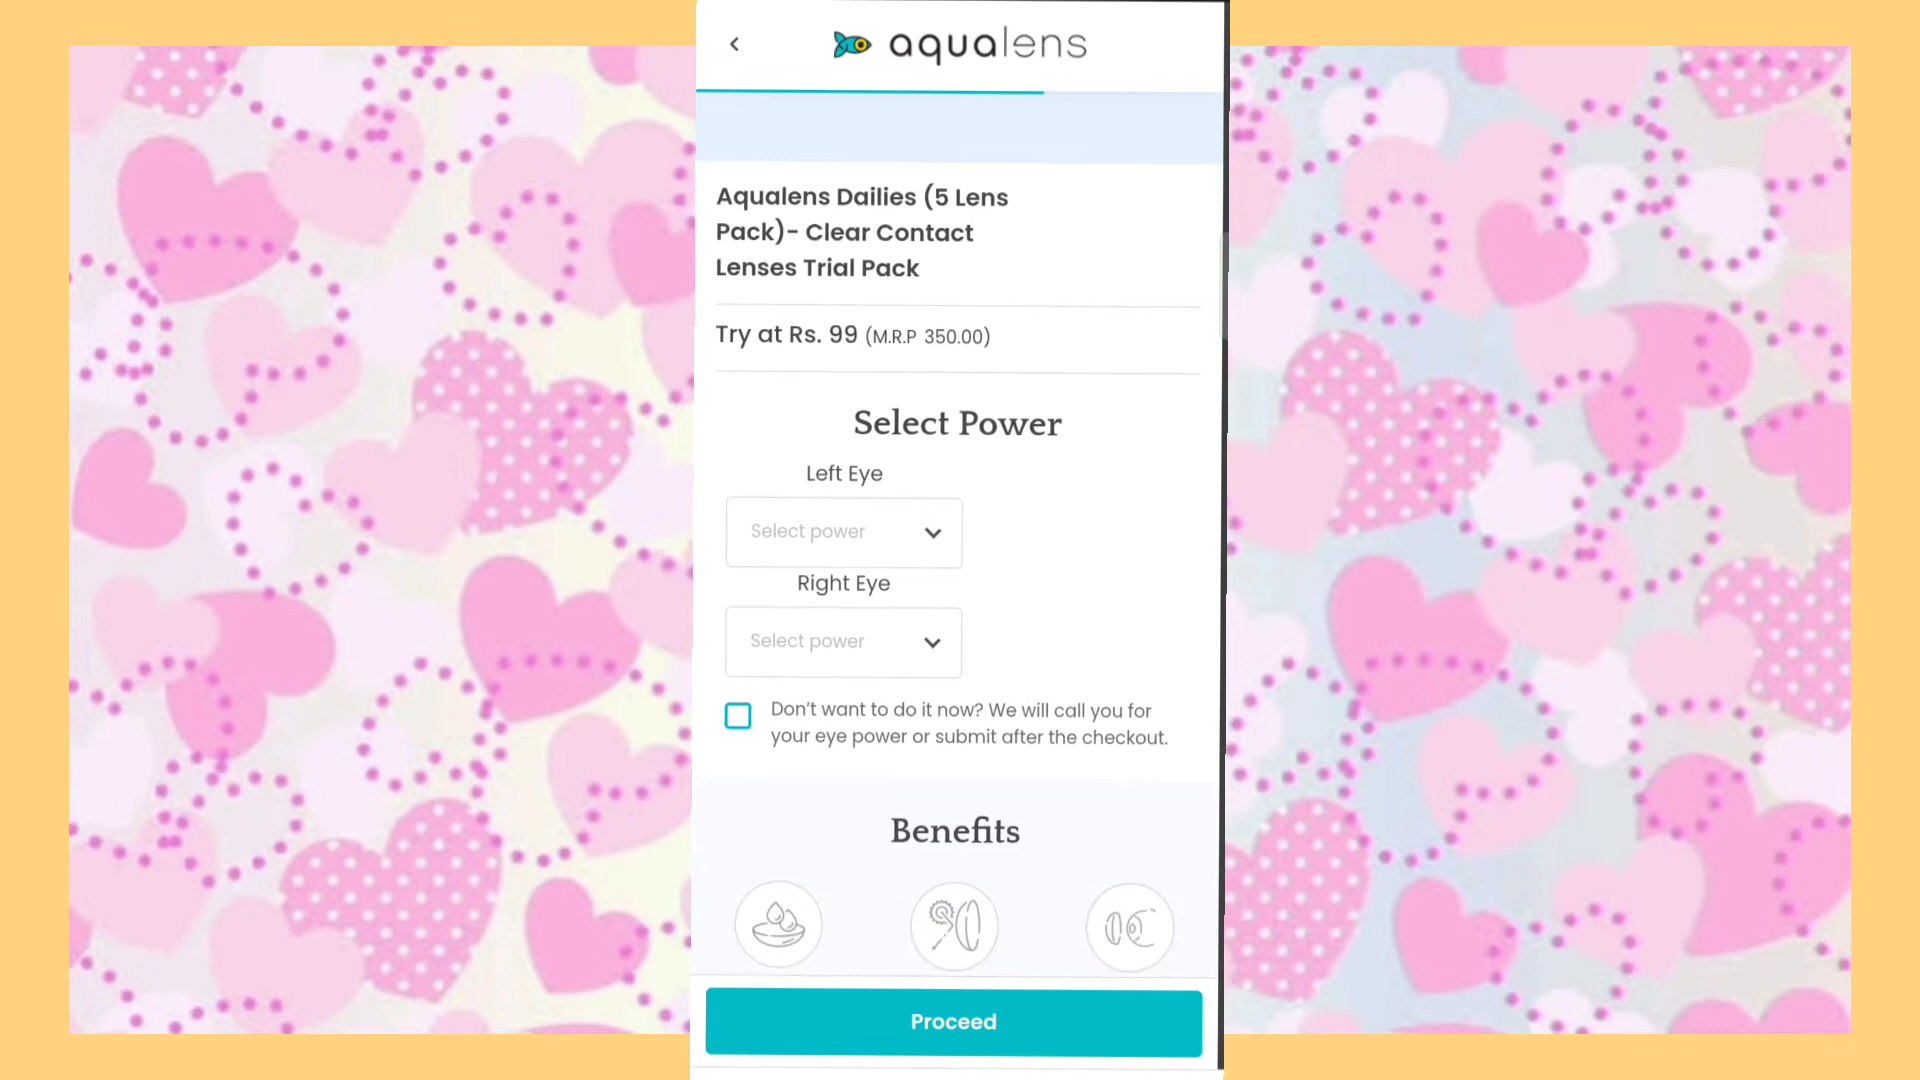 aqualens
Aqualens Dailies (5 Lens
Pack)- Clear Contact
Lenses Trial Pack
Try at Rs. 99 (M.R.P 350.00)
Select Power
Left Eye
Select power
Right Eye
Select power
Don't want to do it now? We will call you for
your eye power or submit after the checkout.
Benefits
Proceed